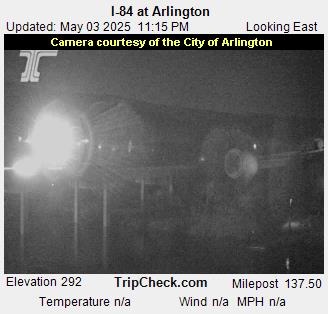 I-84 at Arlington
Updated: May 03 2025 11:15 PM Looking East
Camera courtesy of the City of Arlington
Elevation 292 TripCheck.com Milepost 137.50
Temperature n/a Wind n/a MPH n/a